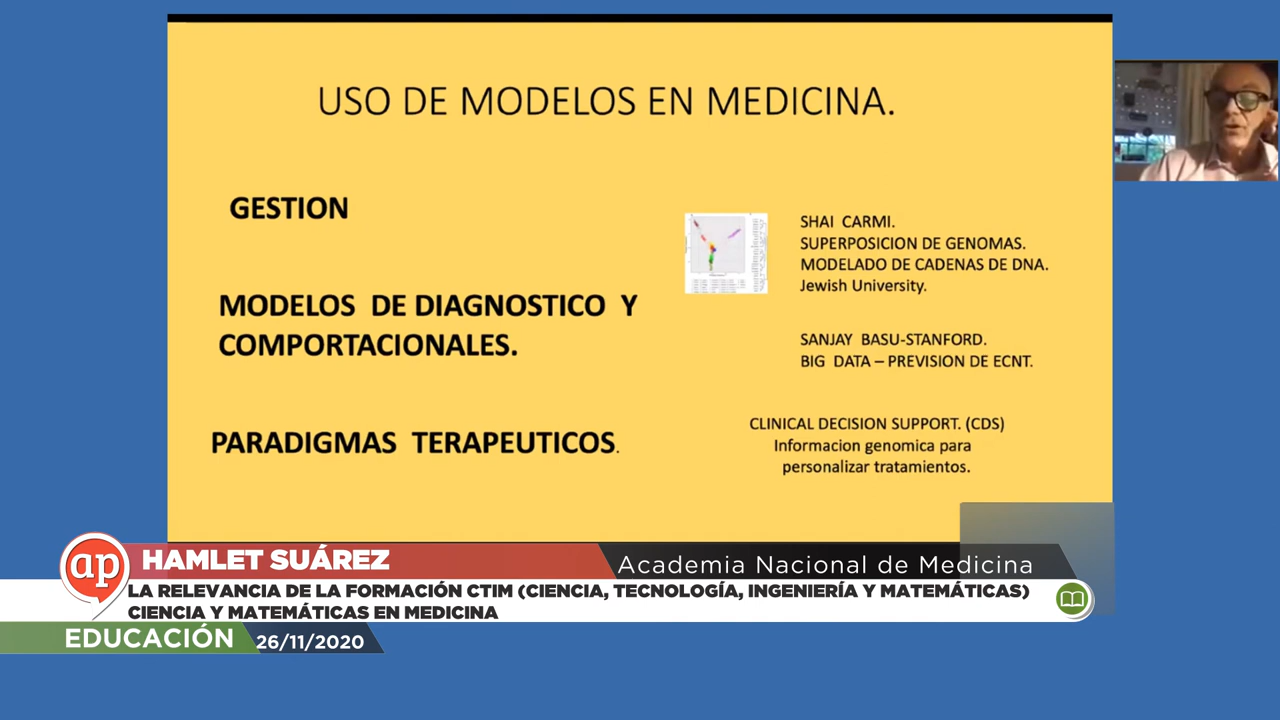 USO DE MODELOS EN MEDICINA.
GESTION
MODELOS DE DIAGNOSTICO Y
COMPORTACIONALES.
PARADIGMAS TERAPEUTICOS.
SHAI CARMI.
SUPERPOSICION DE GENOMAS.
MODELADO DE CADENAS DE DNA.
Jewish University.
SANJAY BASU-STANFORD.
BIG DATA – PREVISION DE ECNT.
CLINICAL DECISION SUPPORT. (CDS)
Informacion genomica para
personalizar tratamientos.
ap
HAMLET SUÁREZ
Academia Nacional de Medicina
LA RELEVANCIA DE LA FORMACIÓN CTIM (CIENCIA, TECNOLOGÍA, INGENIERÍA Y MATEMÁTICAS)
CIENCIA Y MATEMÁTICAS EN MEDICINA
EDUCACIÓN
26/11/2020